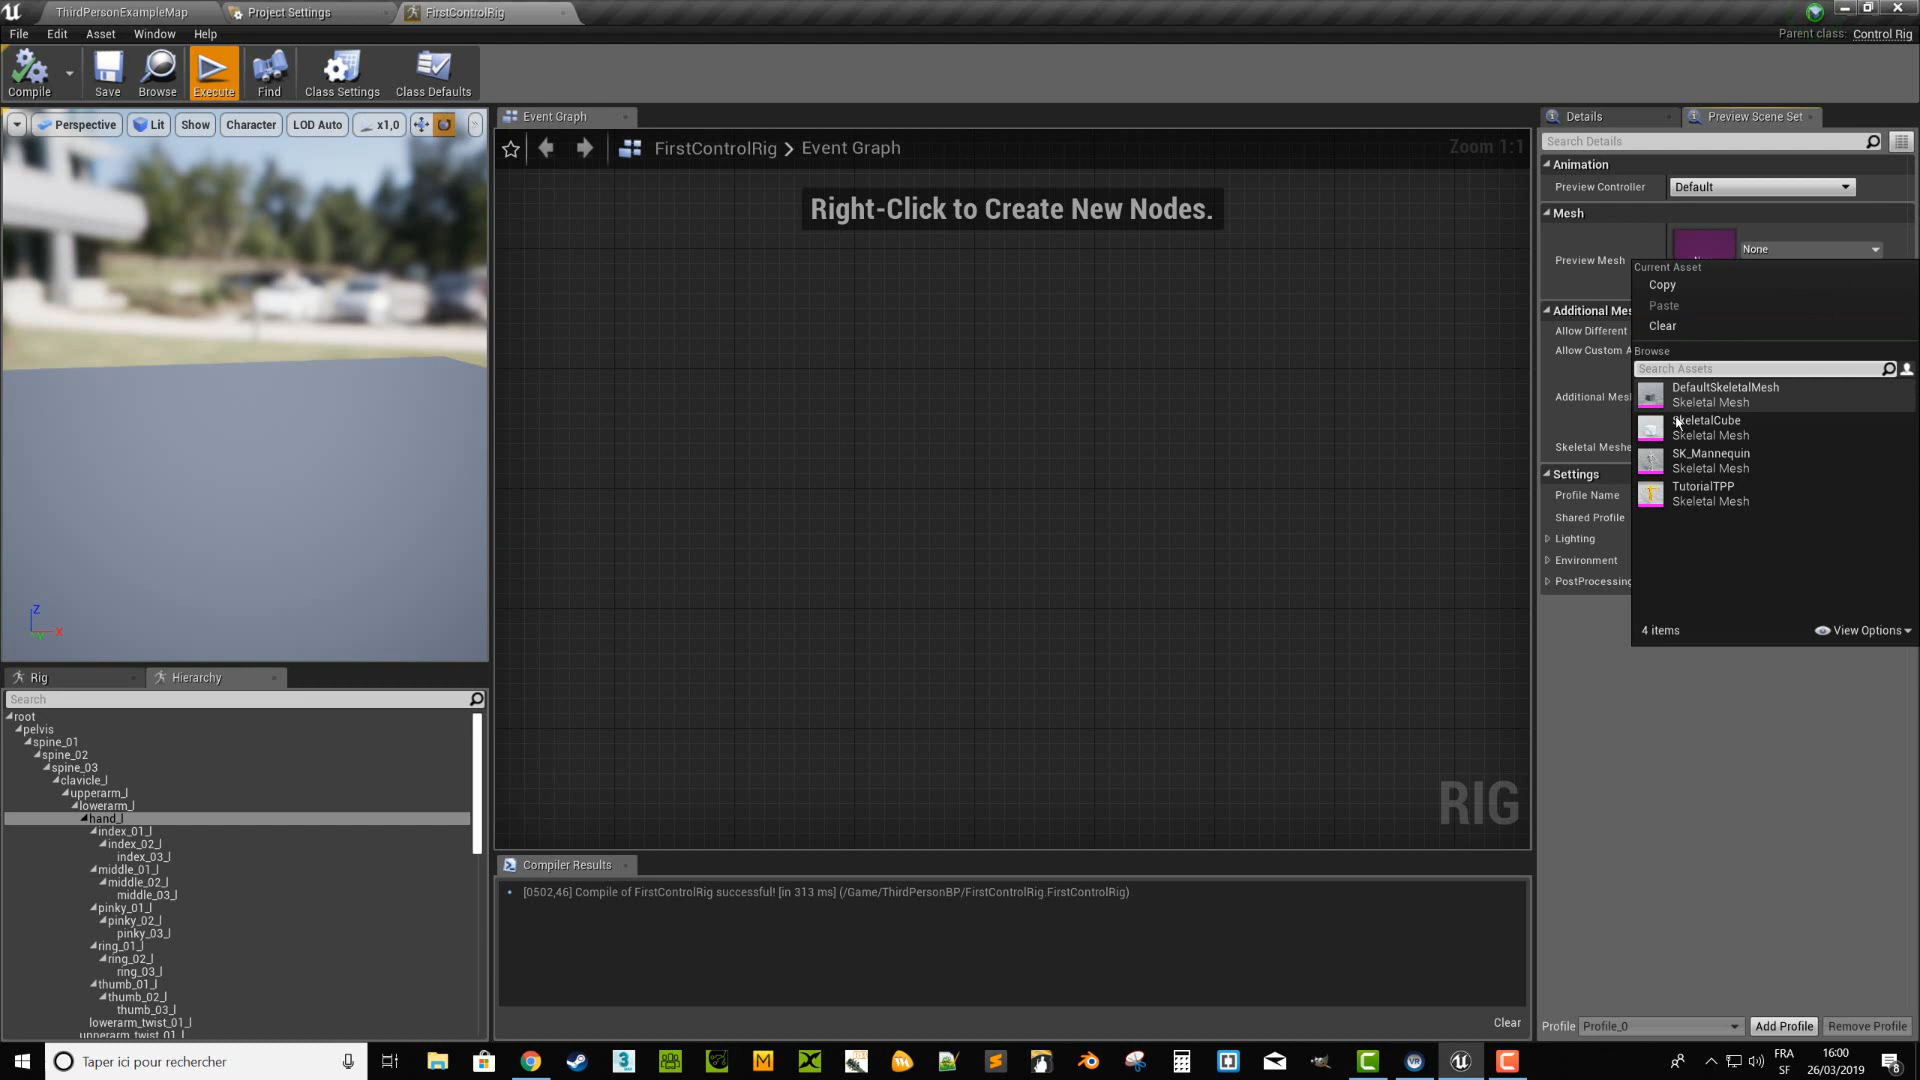 ThirdPersonExampleMap
Project Settings
FirstControlRig
File Edit Asset Window Help
Parent class: Control Rig
Compile Save Browse Execute Find Class Settings Class Defaults
Perspective Lit Show Character LOD Auto x1,0
Event Graph
FirstControlRig > Event Graph
Zoom 1:1
Right-Click to Create New Nodes.
RIG
Rig
Hierarchy
Search
root
pelvis
spine_01
spine_02
spine_03
clavicle_l
upperarm_l
lowerarm_l
hand_l
index_01_l
index_02_l
index_03_l
middle_01_l
middle_02_l
middle_03_l
pinky_01_l
pinky_02_l
pinky_03_l
ring_01_l
ring_02_l
ring_03_l
thumb_01_l
thumb_02_l
thumb_03_l
lowerarm_twist_01_l
upperarm_twist_01_l
Compiler Results
[0502,46] Compile of FirstControlRig successful! [in 313 ms] (/Game/ThirdPersonBP/FirstControlRig.FirstControlRig)
Clear
Details
Preview Scene Set
Search Details
Animation
Preview Controller Default
Mesh
Preview Mesh None
Additional Mes
Allow Different
Allow Custom A
Additional Mesl
Skeletal Meshe
Settings
Profile Name
Shared Profile
Lighting
Environment
PostProcessing
Current Asset
Copy
Paste
Clear
Browse
Search Assets
DefaultSkeletalMesh
Skeletal Mesh
SkeletalCube
Skeletal Mesh
SK_Mannequin
Skeletal Mesh
TutorialTPP
Skeletal Mesh
4 items
View Options
Profile Profile_0 Add Profile Remove Profile
Z
X
Taper ici pour rechercher
FRA
SF
16:00
26/03/2019
8